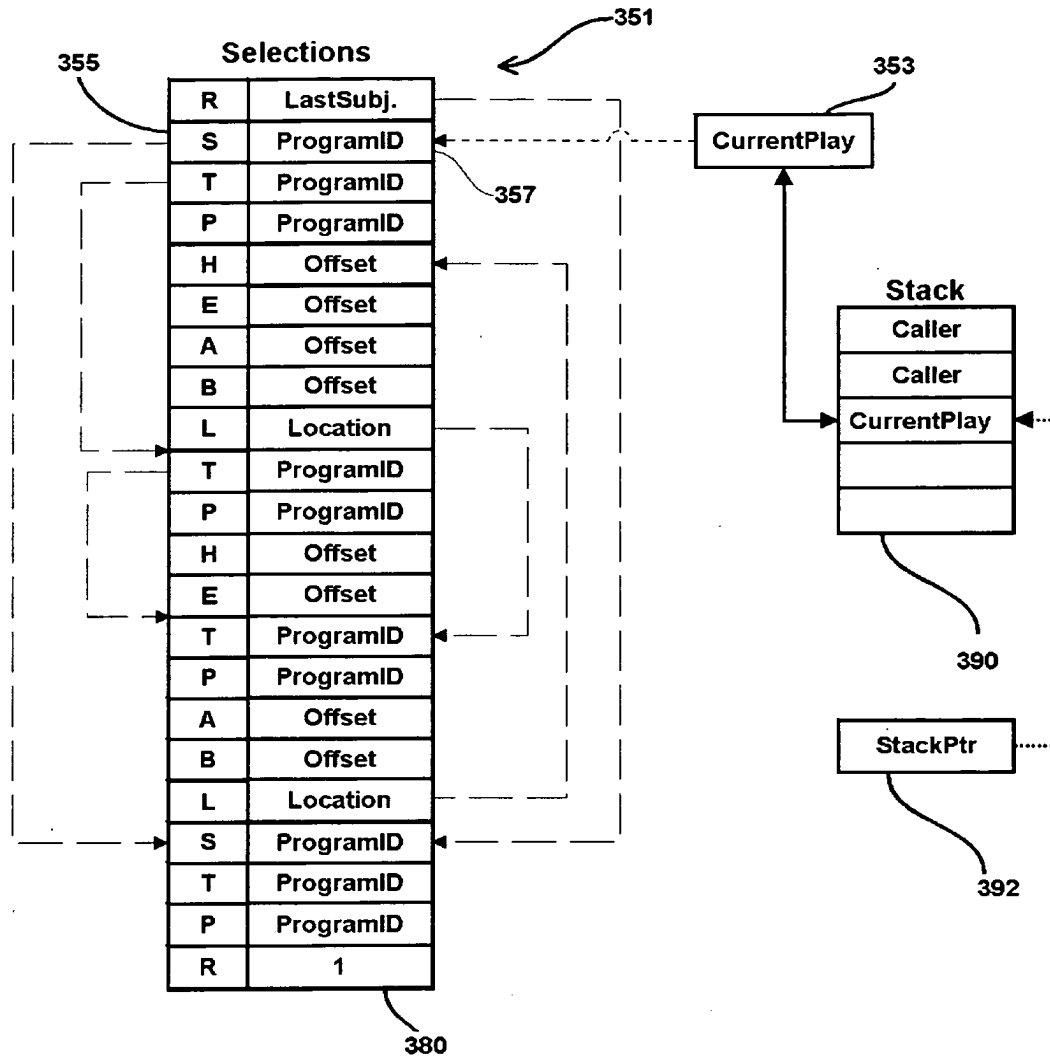 351
Selections
355
353
R LastSubj.
S ProgramID
CurrentPlay
T ProgramID
357
P ProgramID
H Offset
E Offset
A Offset
B Offset
L Location
T ProgramID
P ProgramID
H Offset
E Offset
T ProgramID
P ProgramID
A Offset
B Offset
L Location
S ProgramID
T ProgramID
P ProgramID
R 1
380
Stack
Caller
Caller
CurrentPlay
390
StackPtr
392